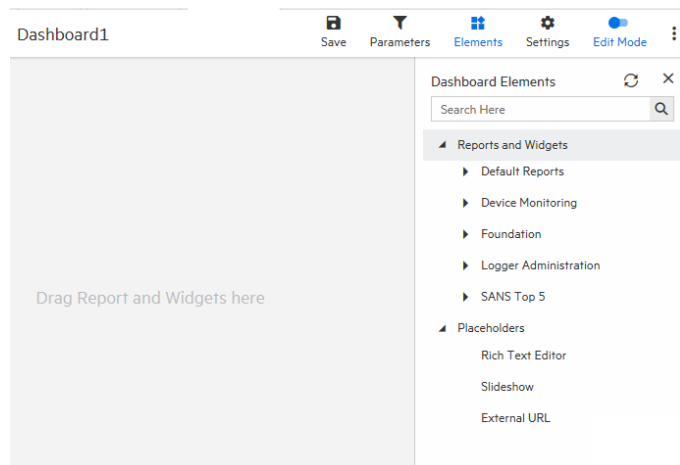 Dashboard1
Save
Parameters
Elements
Settings
Edit Mode
Dashboard Elements
Search Here
Reports and Widgets
Default Reports
Device Monitoring
Foundation
Logger Administration
SANS Top 5
Drag Report and Widgets here
Placeholders
Rich Text Editor
Slideshow
External URL